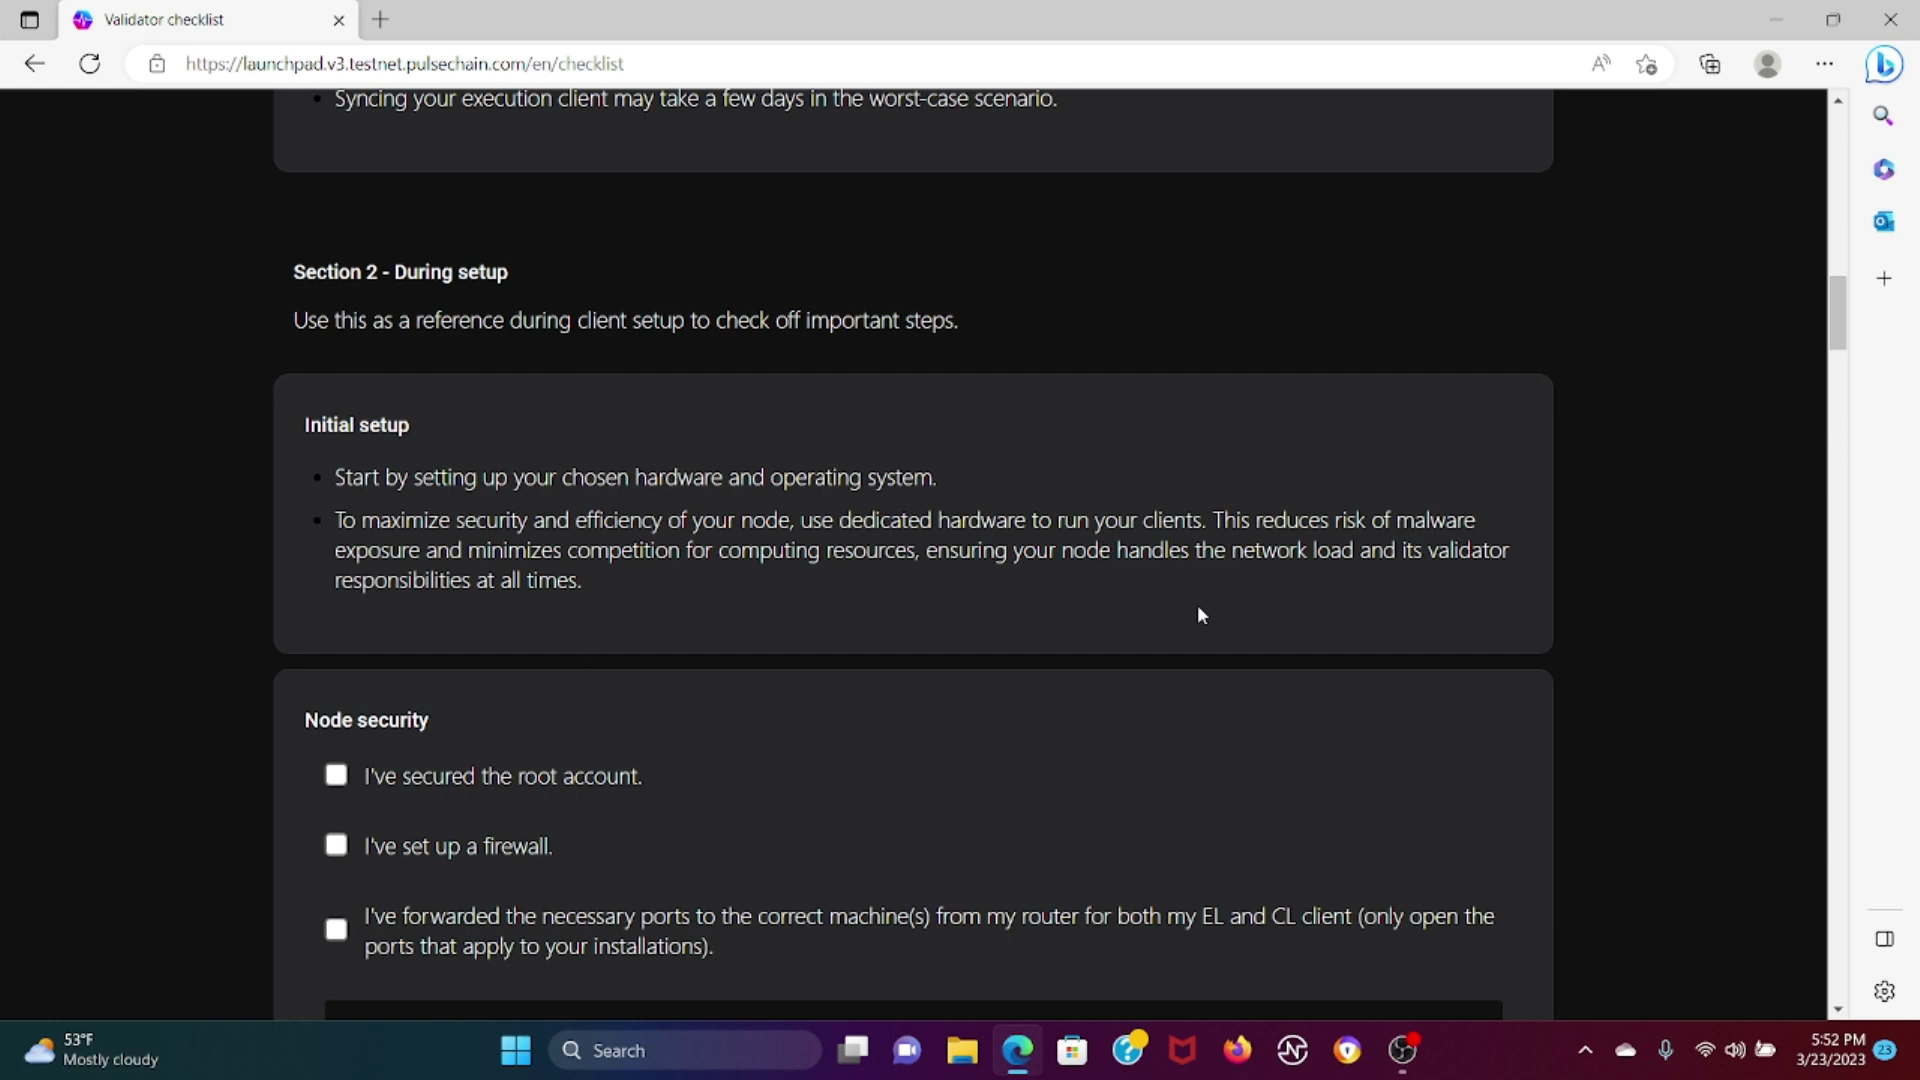 Validator checklist
https://launchpad.v3.testnet.pulsechain.com/en/checklist
Syncing your execution client may take a few days in the worst-case scenario.
Section 2 - During setup
Use this as a reference during client setup to check off important steps.
Initial setup
Start by setting up your chosen hardware and operating system.
To maximize security and efficiency of your node, use dedicated hardware to run your clients. This reduces risk of malware
exposure and minimizes competition for computing resources, ensuring your node handles the network load and its validator
responsibilities at all times.
Node security
I've secured the root account.
I've set up a firewall.
I've forwarded the necessary ports to the correct machine(s) from my router for both my EL and CL client (only open the
ports that apply to your installations).
53°F
Mostly cloudy
Search
5:52 PM
3/23/2023
23